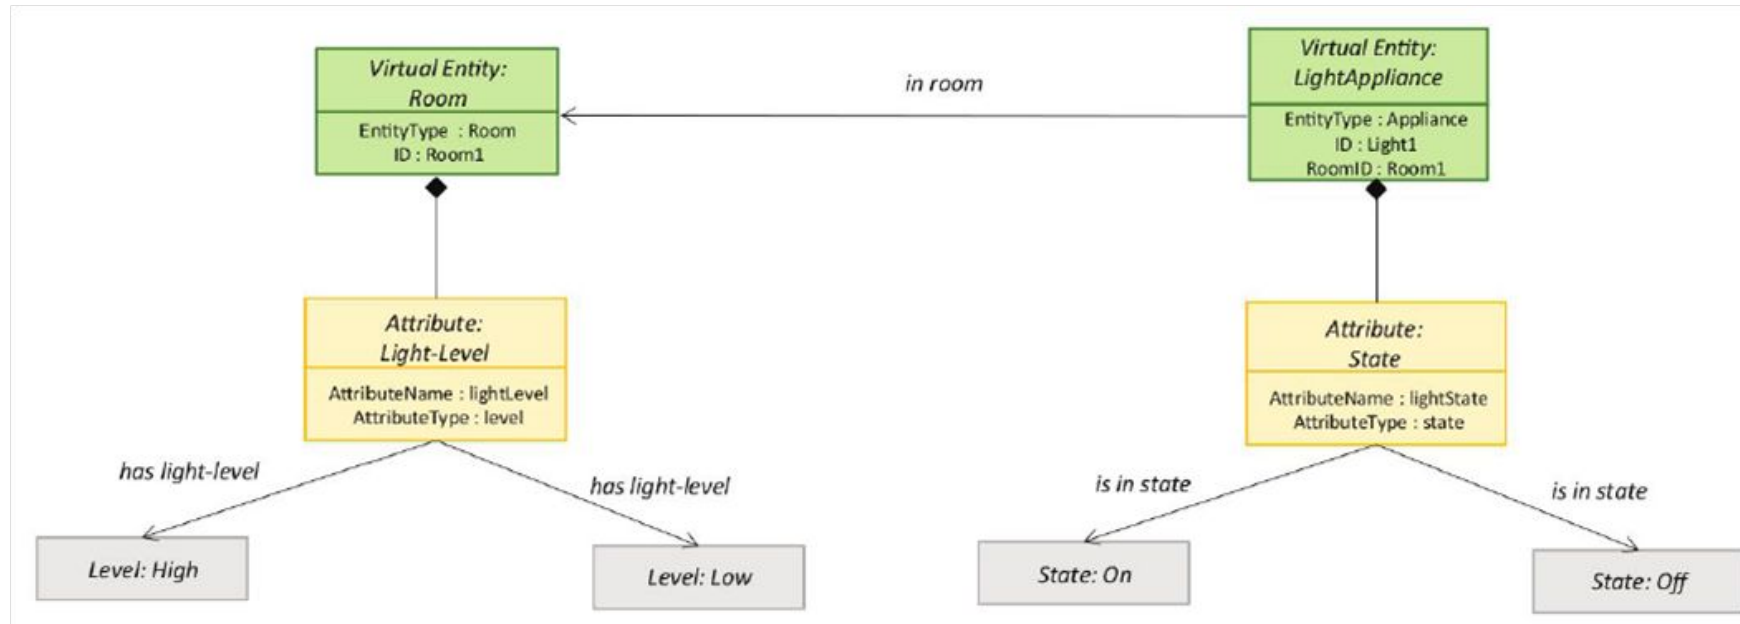 Virtual Entity:
Room
EntityType : Room
ID : Room1
in room
Virtual Entity:
LightAppliance
EntityType : Appliance
ID : Light1
RoomID : Room1
Attribute:
Light-Level
AttributeName : lightLevel
AttributeType : level
Attribute:
State
AttributeName : lightState
AttributeType : state
has light-level
has light-level
is in state
is in state
Level: High
Level: Low
State: On
State: Off